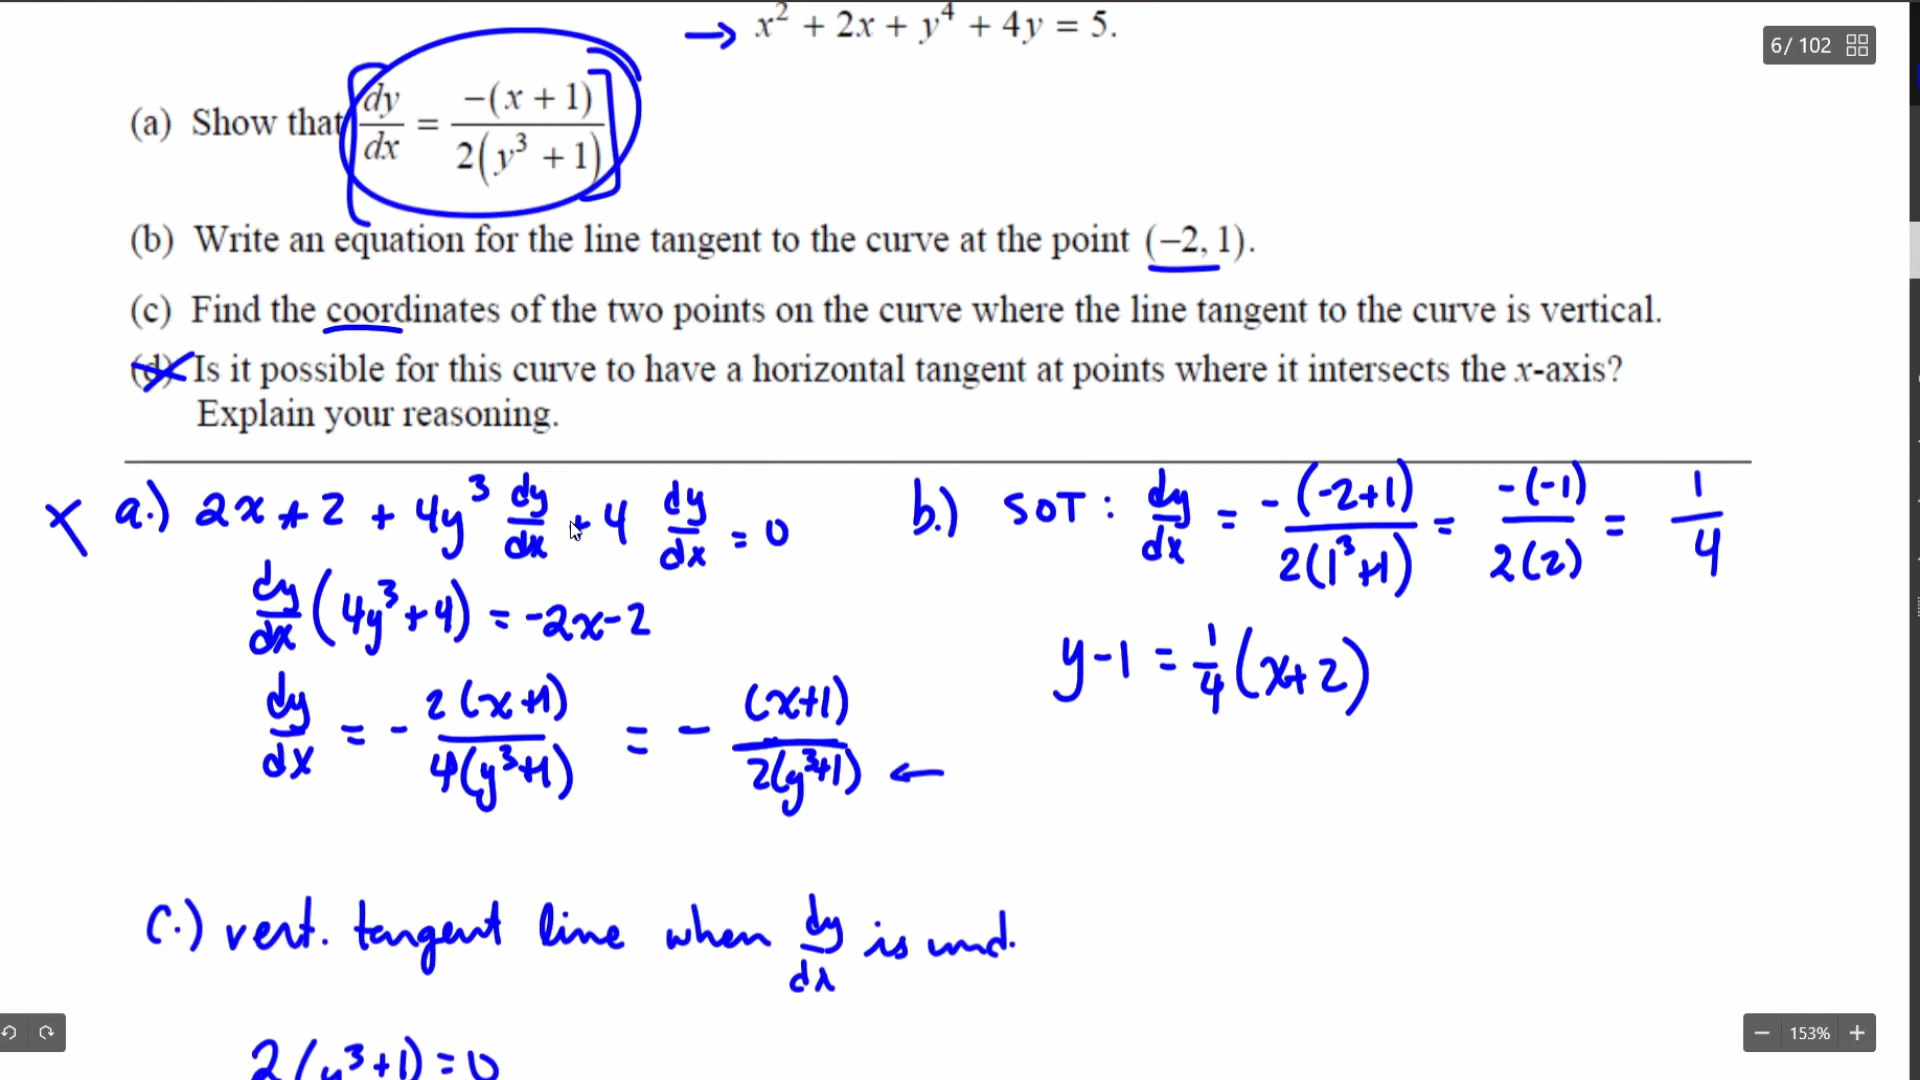 → x² + 2x + y⁴ + 4y = 5.
6 / 102
(a) Show that dy/dx = -(x + 1) / 2(y³ + 1)
(b) Write an equation for the line tangent to the curve at the point (–2, 1).
(c) Find the coordinates of the two points on the curve where the line tangent to the curve is vertical.
(d) Is it possible for this curve to have a horizontal tangent at points where it intersects the x-axis?
Explain your reasoning.
a.) 2x + 2 + 4y³ dy/dx + 4 dy/dx = 0
dy/dx (4y³ + 4) = -2x - 2
dy/dx = - 2(x+1) / 4(y³+1) = - (x+1) / 2(y³+1) ←
b.) SOT : dy/dx = -(-2+1) / 2(1³+1) = -(-1) / 2(2) = 1/4
y - 1 = 1/4 (x + 2)
c.) vert. tangent line when dy/dx is und.
2(y³+1) = 0
153%